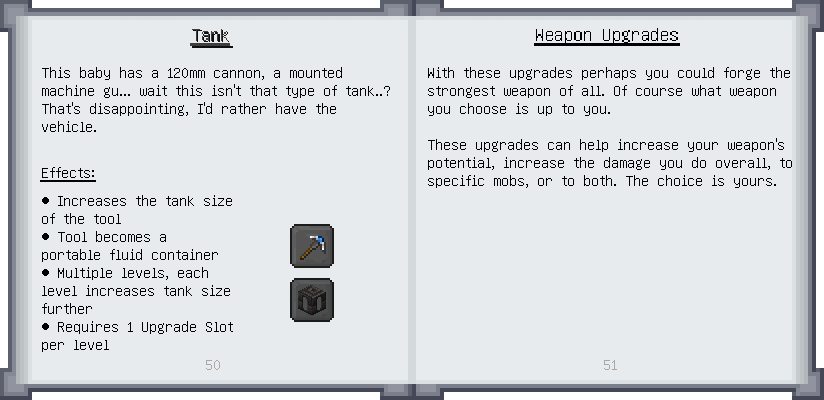 Tank
This baby has a 120mm cannon, a mounted
machine gu... wait this isn't that type of tank..?
That's disappointing, I'd rather have the
vehicle.
Effects:
● Increases the tank size
of the tool
● Tool becomes a
portable fluid container
● Multiple levels, each
level increases tank size
further
● Requires 1 Upgrade Slot
per level
50
Weapon Upgrades
With these upgrades perhaps you could forge the
strongest weapon of all. Of course what weapon
you choose is up to you.
These upgrades can help increase your weapon's
potential, increase the damage you do overall, to
specific mobs, or to both. The choice is yours.
51